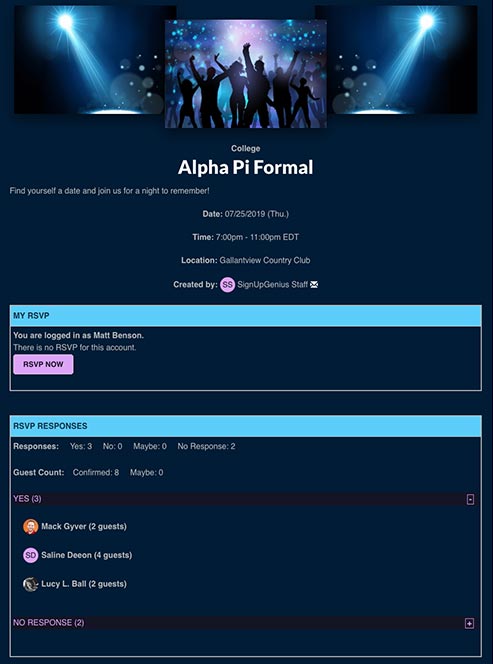 College
Alpha Pi Formal
Find yourself a date and join us for a night to remember!
Date: 07/25/2019 (Thu.)
Time: 7:00pm - 11:00pm EDT
Location: Gallantview Country Club
Created by: SS SignUpGenius Staff
MY RSVP
You are logged in as Matt Benson.
There is no RSVP for this account.
RSVP NOW
RSVP RESPONSES
Responses: Yes: 3 No: 0 Maybe: 0 No Response: 2
Guest Count: Confirmed: 8 Maybe: 0
YES (3) -
Mack Gyver (2 guests)
SD Saline Deeon (4 guests)
Lucy L. Ball (2 guests)
NO RESPONSE (2) +